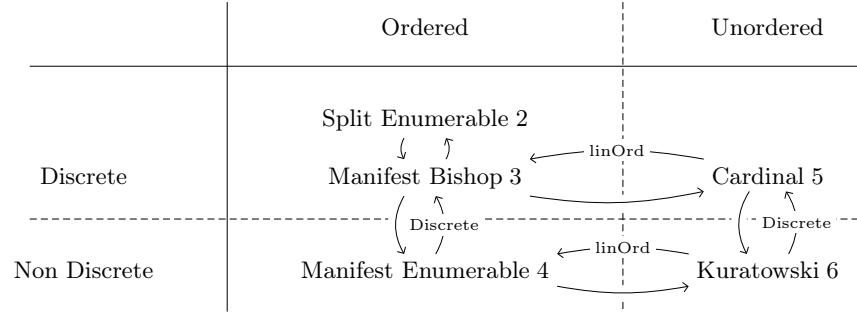 Ordered Unordered
Split Enumerable 2
linOrd
Discrete Manifest Bishop 3 Cardinal 5
Discrete Discrete
linOrd
Non Discrete Manifest Enumerable 4 Kuratowski 6